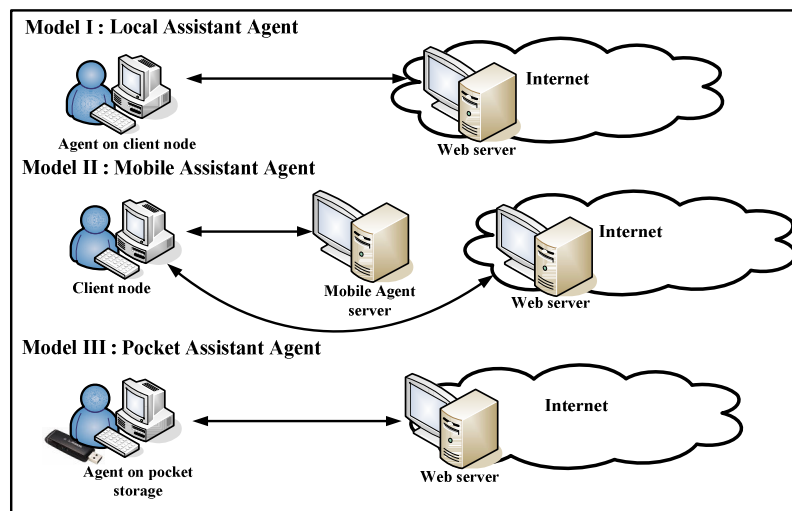 Model I : Local Assistant Agent
Internet
Agent on client node
Web server
Model II : Mobile Assistant Agent
Internet
Client node
Mobile Agent
server
Web server
Model III : Pocket Assistant Agent
Internet
Agent on pocket
storage
Web server